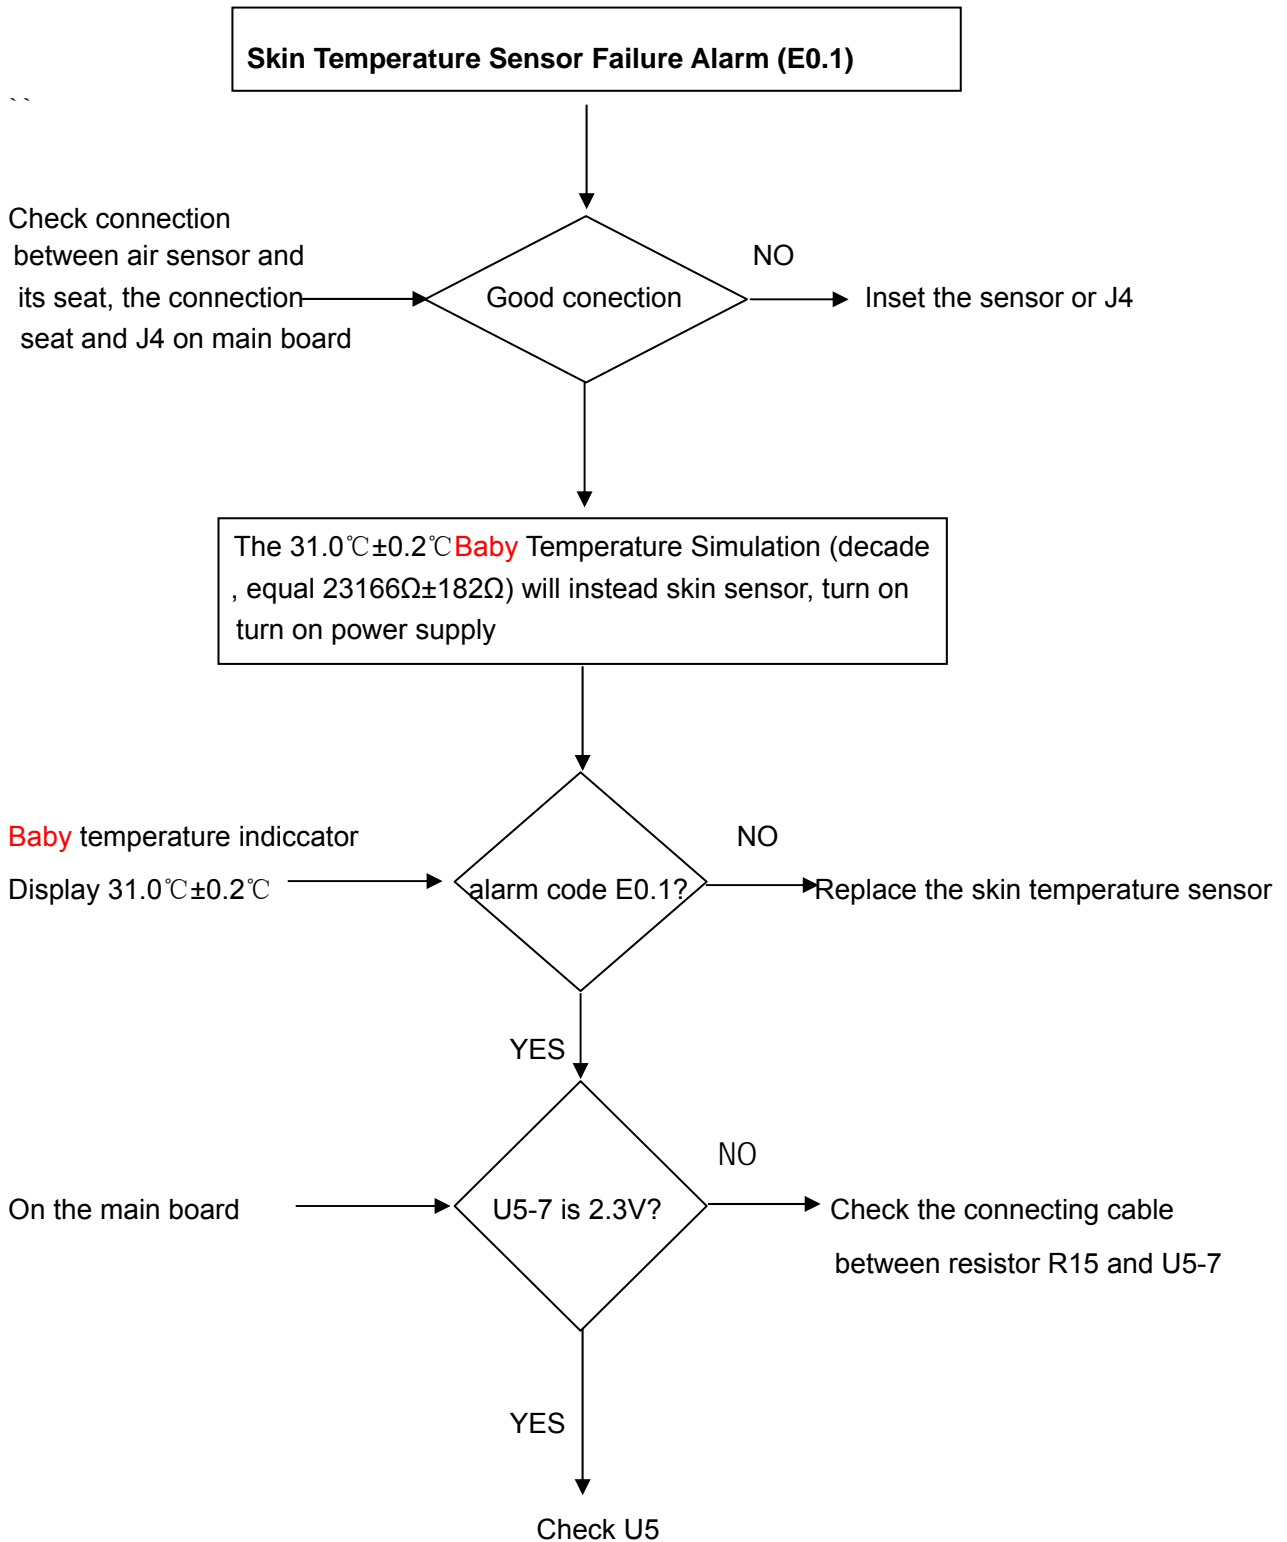 Skin Temperature Sensor Failure Alarm (E0.1)
``
Check connection
between air sensor and
its seat, the connection
seat and J4 on main board
Good conection
NO
Inset the sensor or J4
The 31.0℃±0.2℃Baby Temperature Simulation (decade
, equal 23166Ω±182Ω) will instead skin sensor, turn on
turn on power supply
Baby temperature indiccator
Display 31.0℃±0.2℃
alarm code E0.1?
NO
Replace the skin temperature sensor
YES
On the main board
U5-7 is 2.3V?
NO
Check the connecting cable
between resistor R15 and U5-7
YES
Check U5